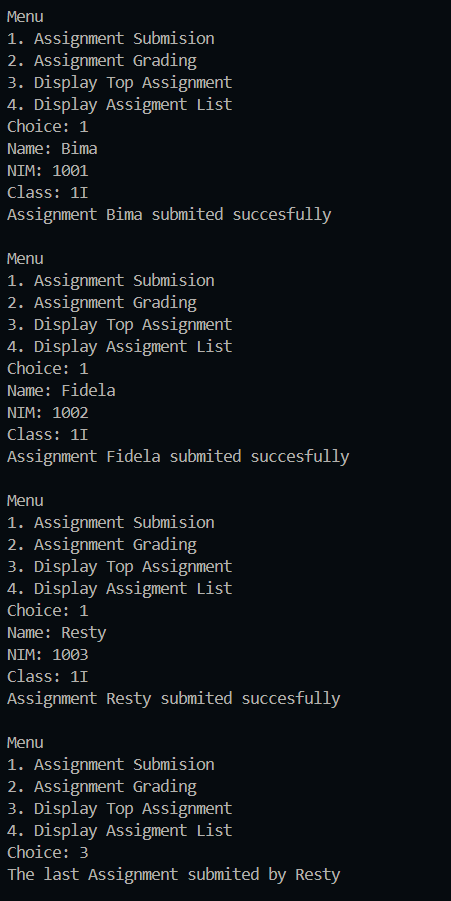 Menu
1. Assignment Submision
2. Assignment Grading
3. Display Top Assignment
4. Display Assigment List
Choice: 1
Name: Bima
NIM: 1001
Class: 1I
Assignment Bima submited succesfully
Menu
1. Assignment Submision
2. Assignment Grading
3. Display Top Assignment
4. Display Assigment List
Choice: 1
Name: Fidela
NIM: 1002
Class: 1I
Assignment Fidela submited succesfully
Menu
1. Assignment Submision
2. Assignment Grading
3. Display Top Assignment
4. Display Assigment List
Choice: 1
Name: Resty
NIM: 1003
Class: 1I
Assignment Resty submited succesfully
Menu
1. Assignment Submision
2. Assignment Grading
3. Display Top Assignment
4. Display Assigment List
Choice: 3
The last Assignment submited by Resty